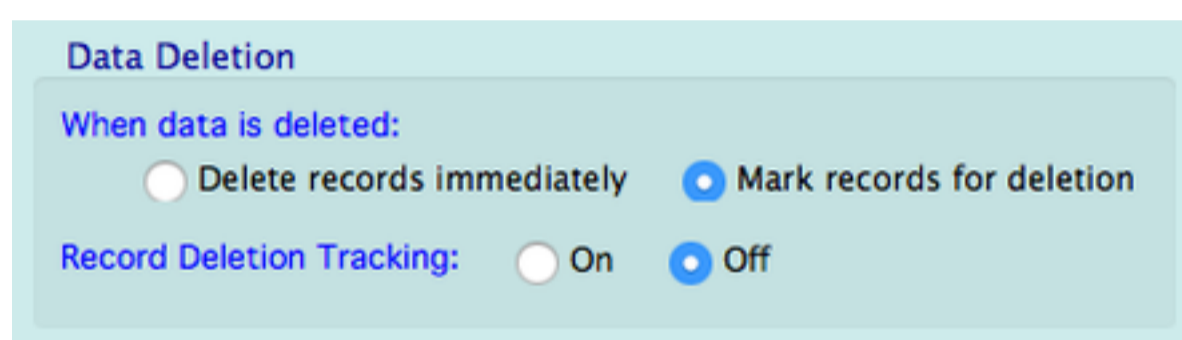 Data Deletion
When data is deleted:
Delete records immediately Mark records for deletion
Record Deletion Tracking: On Off